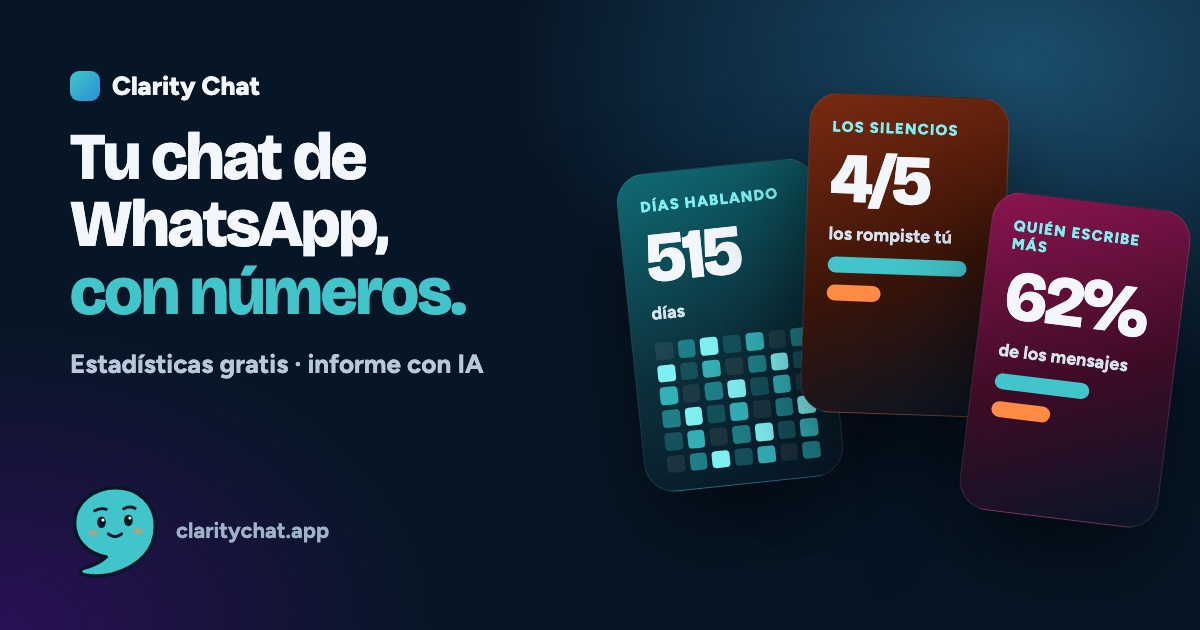 Clarity Chat
Tu chat de
WhatsApp,
con números.
Estadísticas gratis · informe con IA
claritychat.app
DÍAS HABLANDO
515
días
LOS SILENCIOS
4/5
los rompiste tú
QUIÉN ESCRIBE
MÁS
62%
de los mensajes